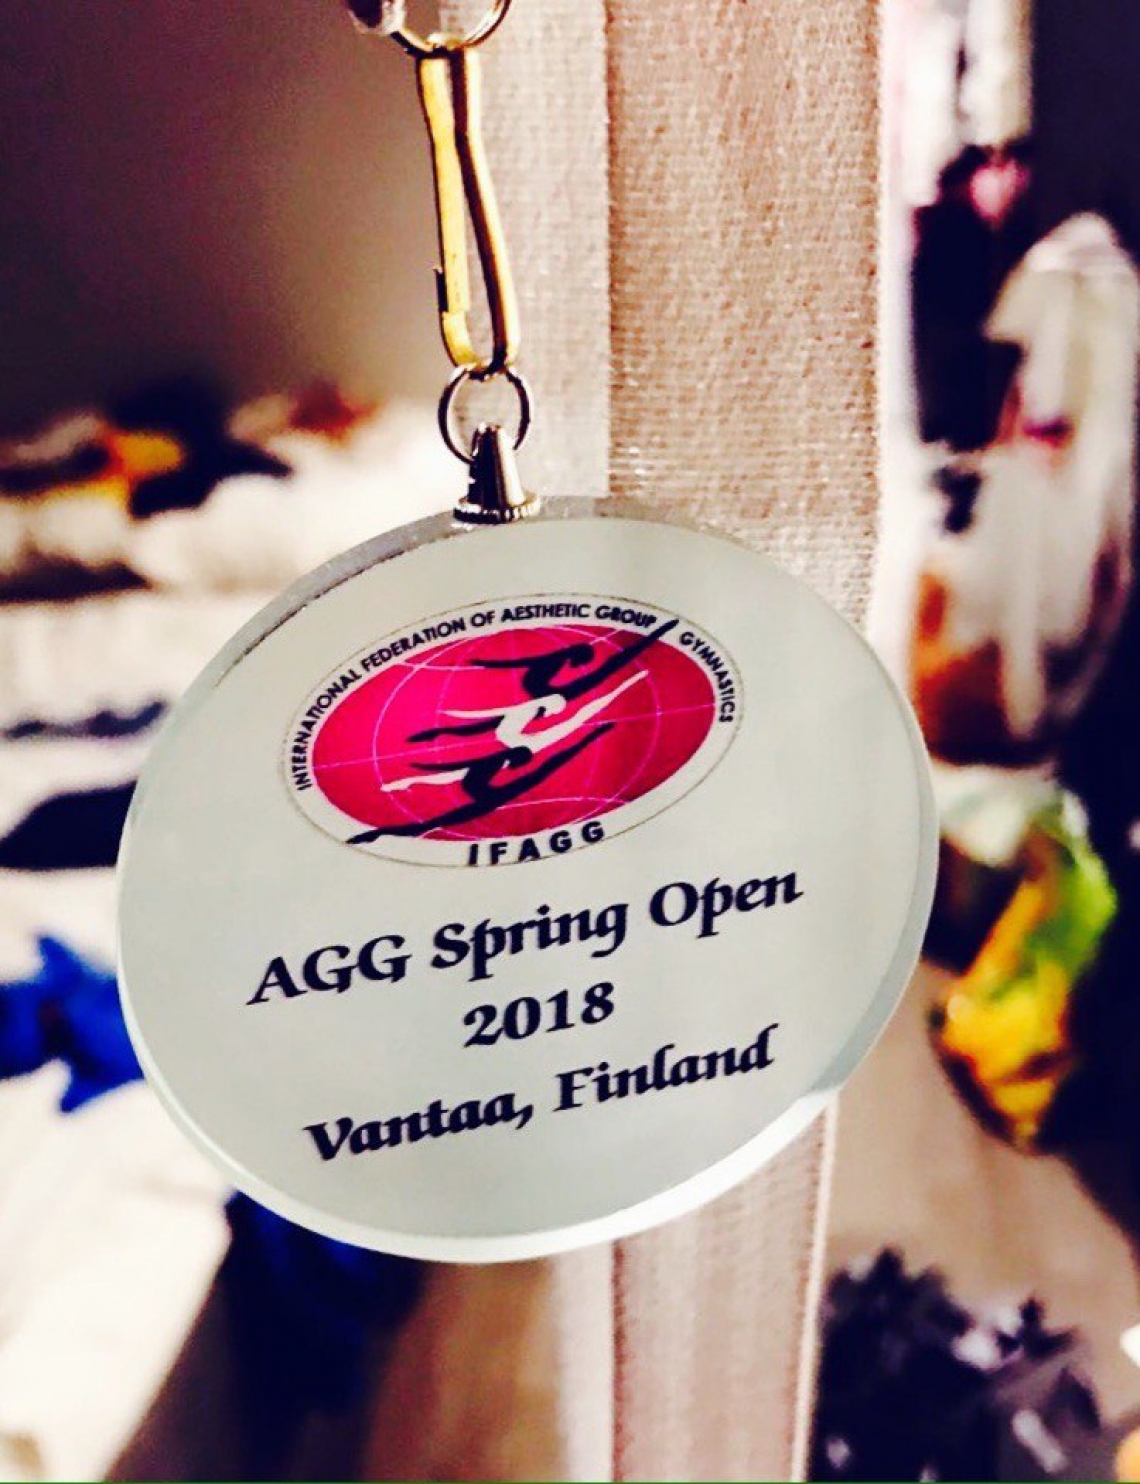 INTERNATIONAL FEDERATION OF AESTHETIC GROUP GYMNASTICS
IFAGG
AGG Spring Open
2018
Vantaa, Finland